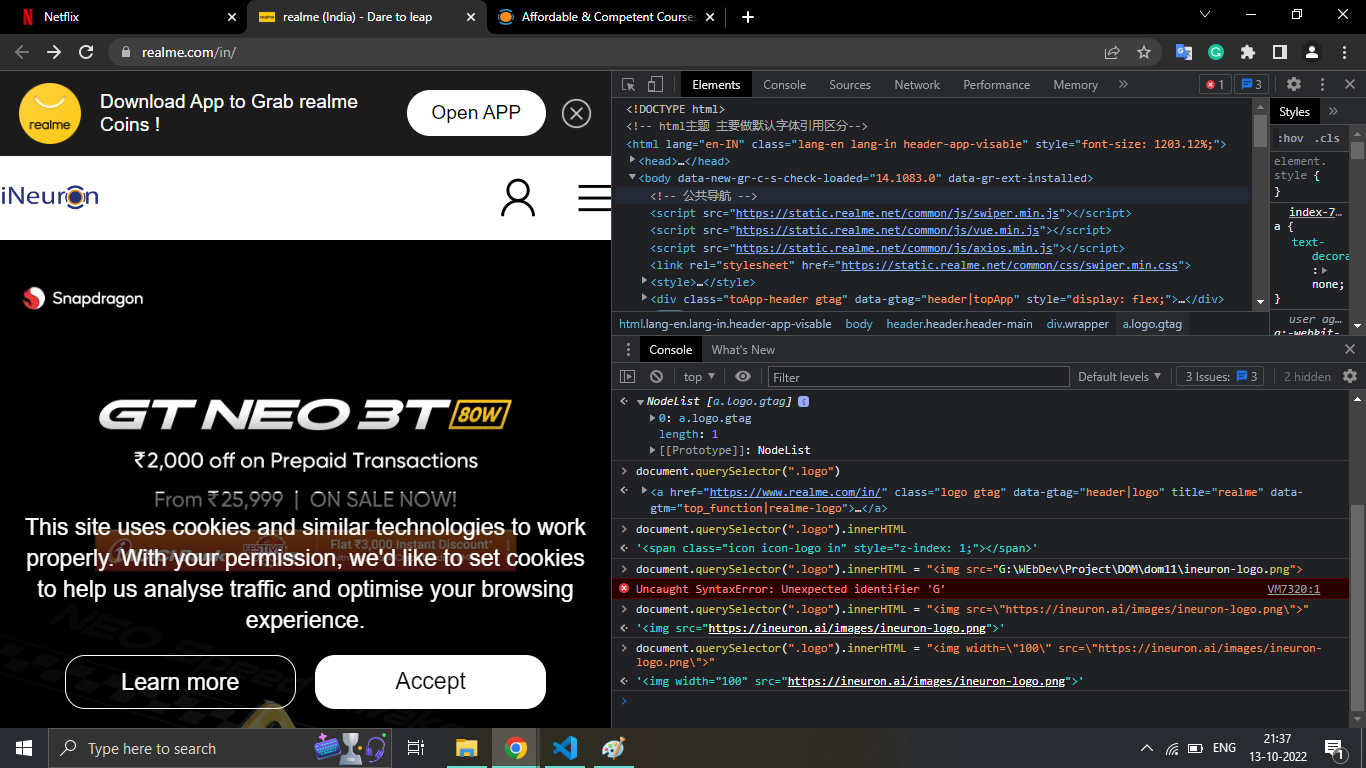 Netflix
realme (India) - Dare to leap
Affordable & Competent Course
realme.com/in/
Download App to Grab realme
Coins !
realme
Open APP
iNeuron
Snapdragon
GT NEO 3T 80W
₹2,000 off on Prepaid Transactions
From ₹25,999 | ON SALE NOW!
Flat ₹3,000 Instant Discount*
This site uses cookies and similar technologies to work
properly. With your permission, we'd like to set cookies
to help us analyse traffic and optimise your browsing
experience.
Learn more
Accept
Elements
Console
Sources
Network
Performance
Memory
1
3
<!DOCTYPE html>
<!-- html主题 主要做默认字体引用区分-->
<html lang="en-IN" class="lang-en lang-in header-app-visable" style="font-size: 1203.12%;">
<head>…</head>
<body data-new-gr-c-s-check-loaded="14.1083.0" data-gr-ext-installed>
<!-- 公共导航 -->
<script src="https://static.realme.net/common/js/swiper.min.js"></script>
<script src="https://static.realme.net/common/js/vue.min.js"></script>
<script src="https://static.realme.net/common/js/axios.min.js"></script>
<link rel="stylesheet" href="https://static.realme.net/common/css/swiper.min.css">
<style>…</style>
<div class="toApp-header gtag" data-gtag="header|topApp" style="display: flex;">…</div>
html.lang-en.lang-in.header-app-visable body header.header.header-main div.wrapper a.logo.gtag
Styles
:hov .cls
element.
style {
}
index-7…
a {
text-
decora
:
none;
}
user ag…
a:-webkit-
Console
What's New
top
Filter
Default levels
3 Issues: 3
2 hidden
NodeList [a.logo.gtag] i
0: a.logo.gtag
length: 1
[[Prototype]]: NodeList
document.querySelector(".logo")
<a href="https://www.realme.com/in/" class="logo gtag" data-gtag="header|logo" title="realme" data-
gtm="top_function|realme-logo">…</a>
document.querySelector(".logo").innerHTML
'<span class="icon icon-logo in" style="z-index: 1;"></span>'
document.querySelector(".logo").innerHTML = "<img src="G:\WEbDev\Project\DOM\dom11\ineuron-logo.png">
Uncaught SyntaxError: Unexpected identifier 'G'
VM7320:1
document.querySelector(".logo").innerHTML = "<img src=\"https://ineuron.ai/images/ineuron-logo.png\">"
'<img src="https://ineuron.ai/images/ineuron-logo.png">'
document.querySelector(".logo").innerHTML = "<img width=\"100\" src=\"https://ineuron.ai/images/ineuron-
logo.png\">"
'<img width="100" src="https://ineuron.ai/images/ineuron-logo.png">'
Type here to search
ENG
21:37
13-10-2022
1